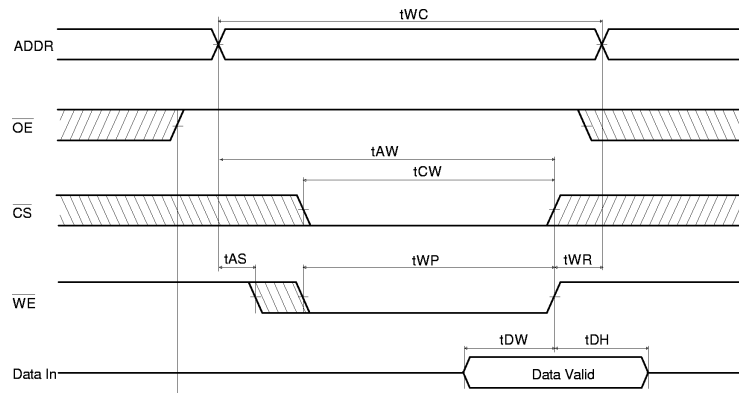 tWC
ADDR
OE
tAW
tCW
CS
tAS
tWP
tWR
WE
tDW
tDH
Data In
Data Valid